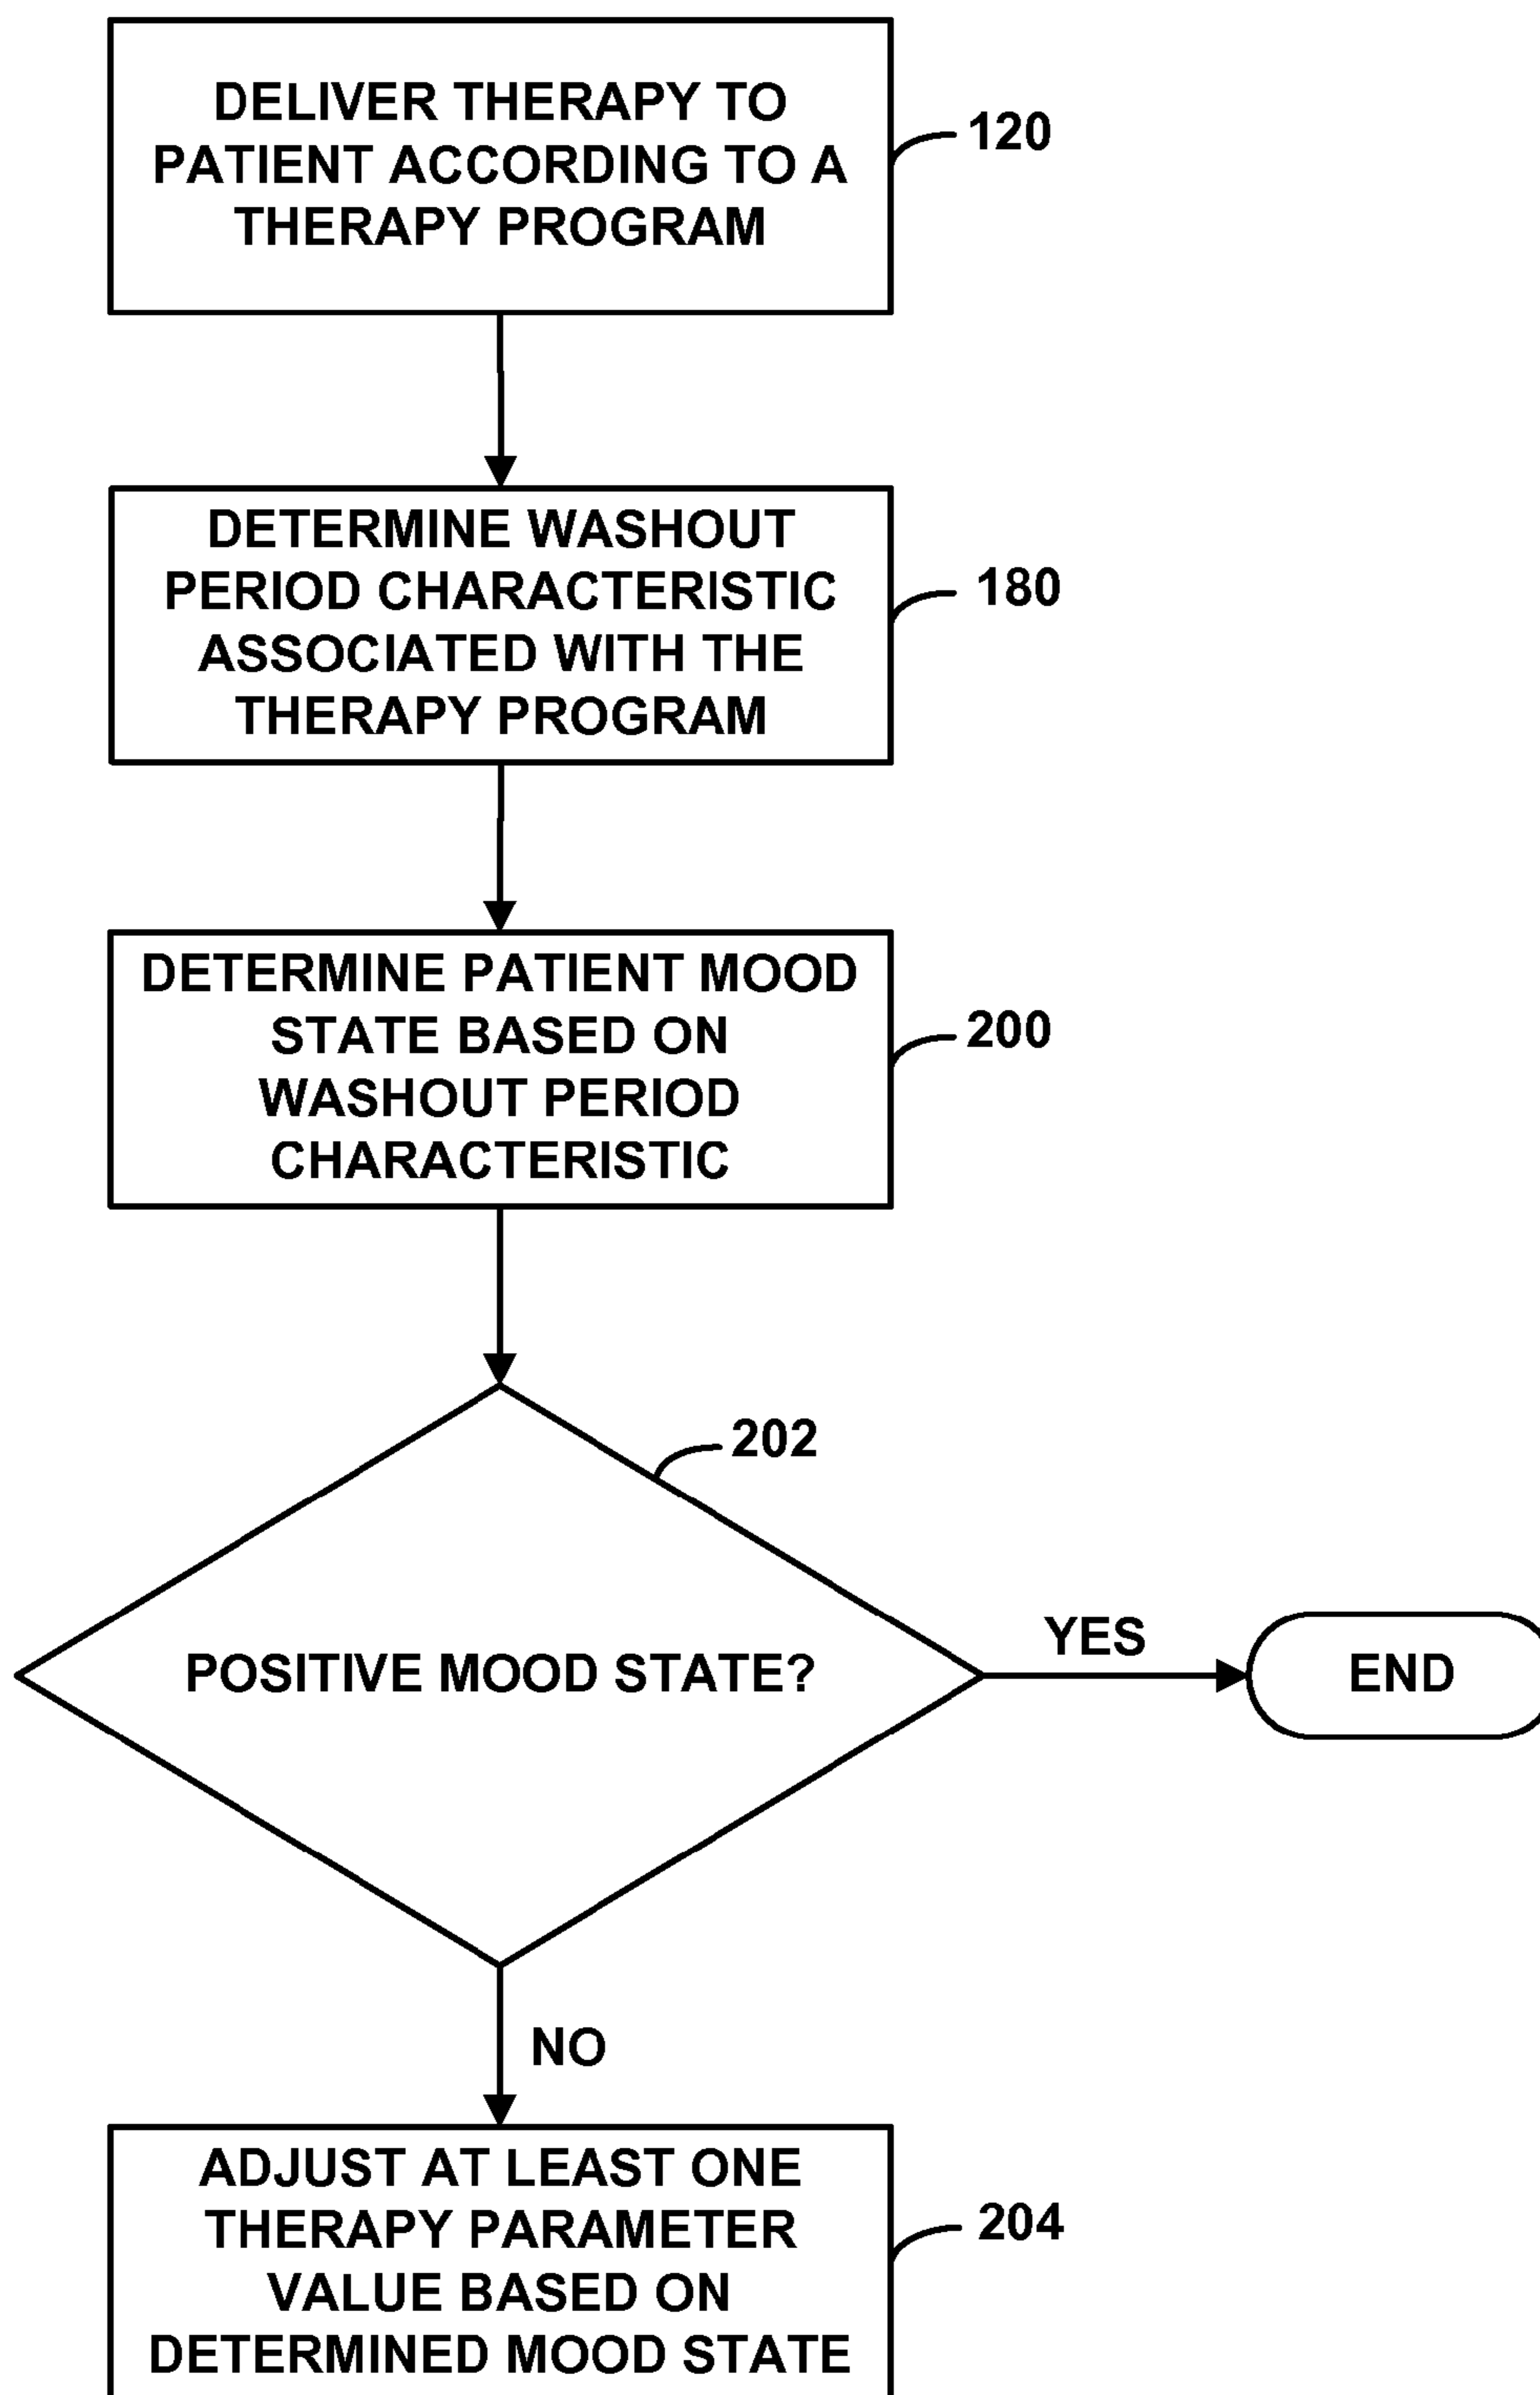 DELIVER THERAPY TO
PATIENT ACCORDING TO A
THERAPY PROGRAM
120
DETERMINE WASHOUT
PERIOD CHARACTERISTIC
ASSOCIATED WITH THE
THERAPY PROGRAM
180
DETERMINE PATIENT MOOD
STATE BASED ON
WASHOUT PERIOD
CHARACTERISTIC
200
202
POSITIVE MOOD STATE?
YES
END
NO
ADJUST AT LEAST ONE
THERAPY PARAMETER
VALUE BASED ON
DETERMINED MOOD STATE
204